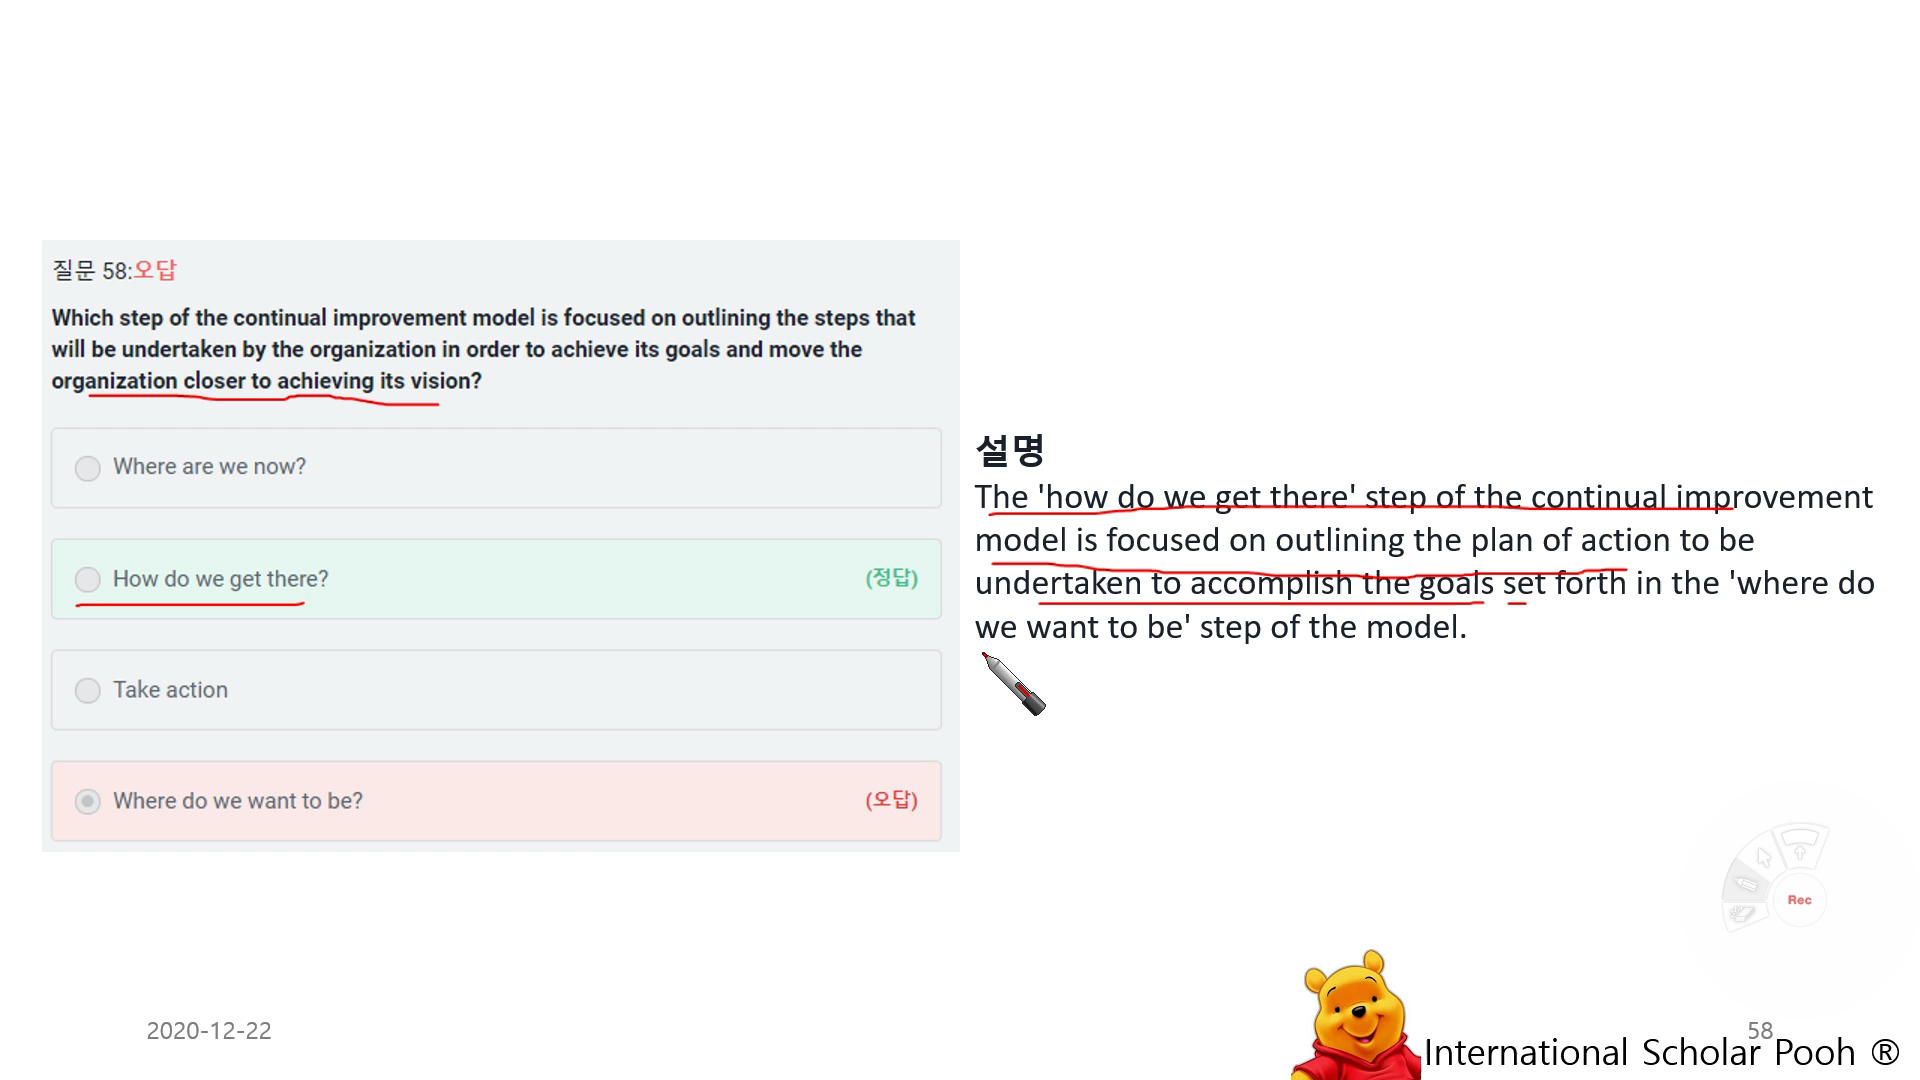 질문 58:오답
Which step of the continual improvement model is focused on outlining the steps that
will be undertaken by the organization in order to achieve its goals and move the
organization closer to achieving its vision?
Where are we now?
How do we get there?
(정답)
Take action
Where do we want to be?
(오답)
설명
The 'how do we get there' step of the continual improvement
model is focused on outlining the plan of action to be
undertaken to accomplish the goals set forth in the 'where do
we want to be' step of the model.
Rec
2020-12-22
58
International Scholar Pooh ®